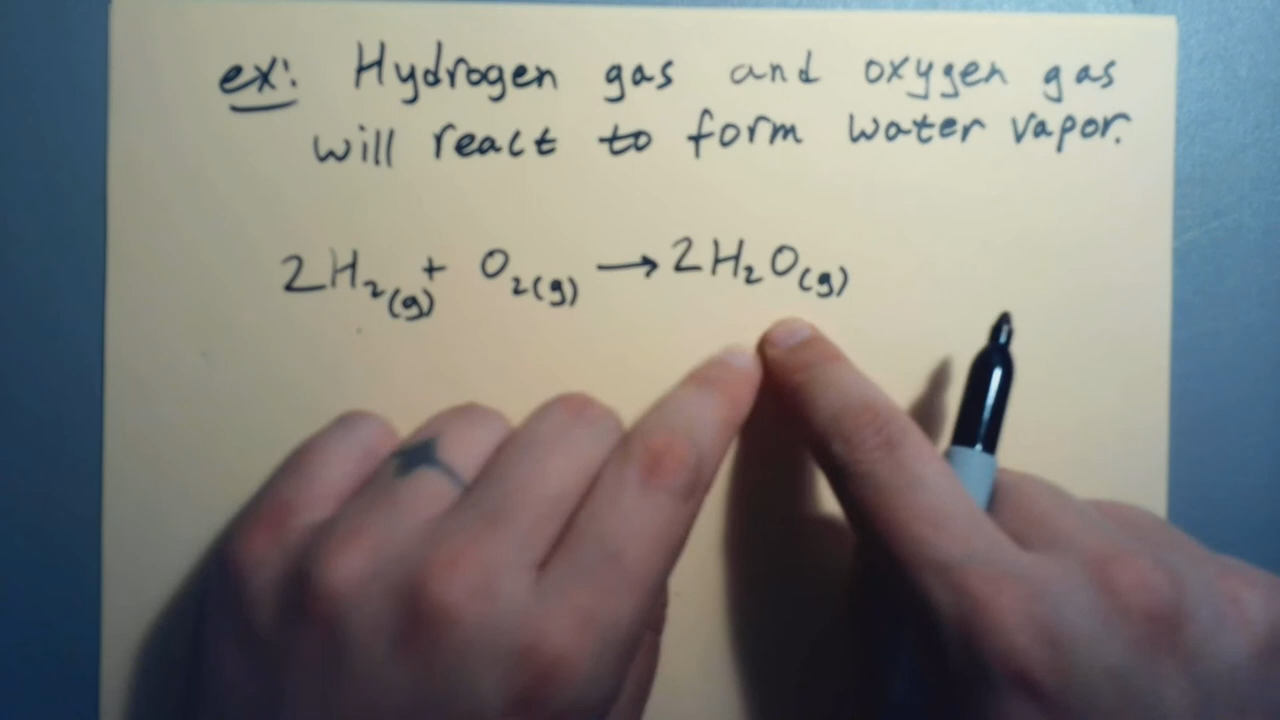 ex: Hydrogen gas and oxygen gas
will react to form water vapor.
2H₂(g) + O₂(g) → 2H₂O(g)